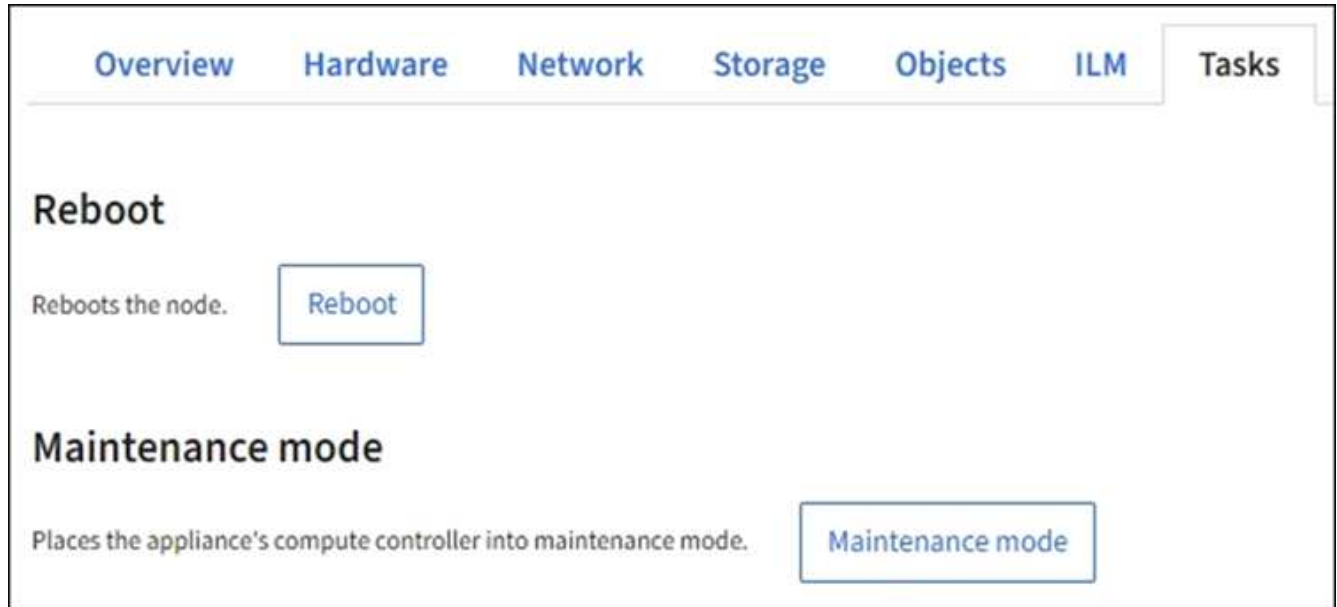 Overview Hardware Network Storage Objects ILM Tasks
Reboot
Reboots the node. Reboot
Maintenance mode
Places the appliance's compute controller into maintenance mode. Maintenance mode